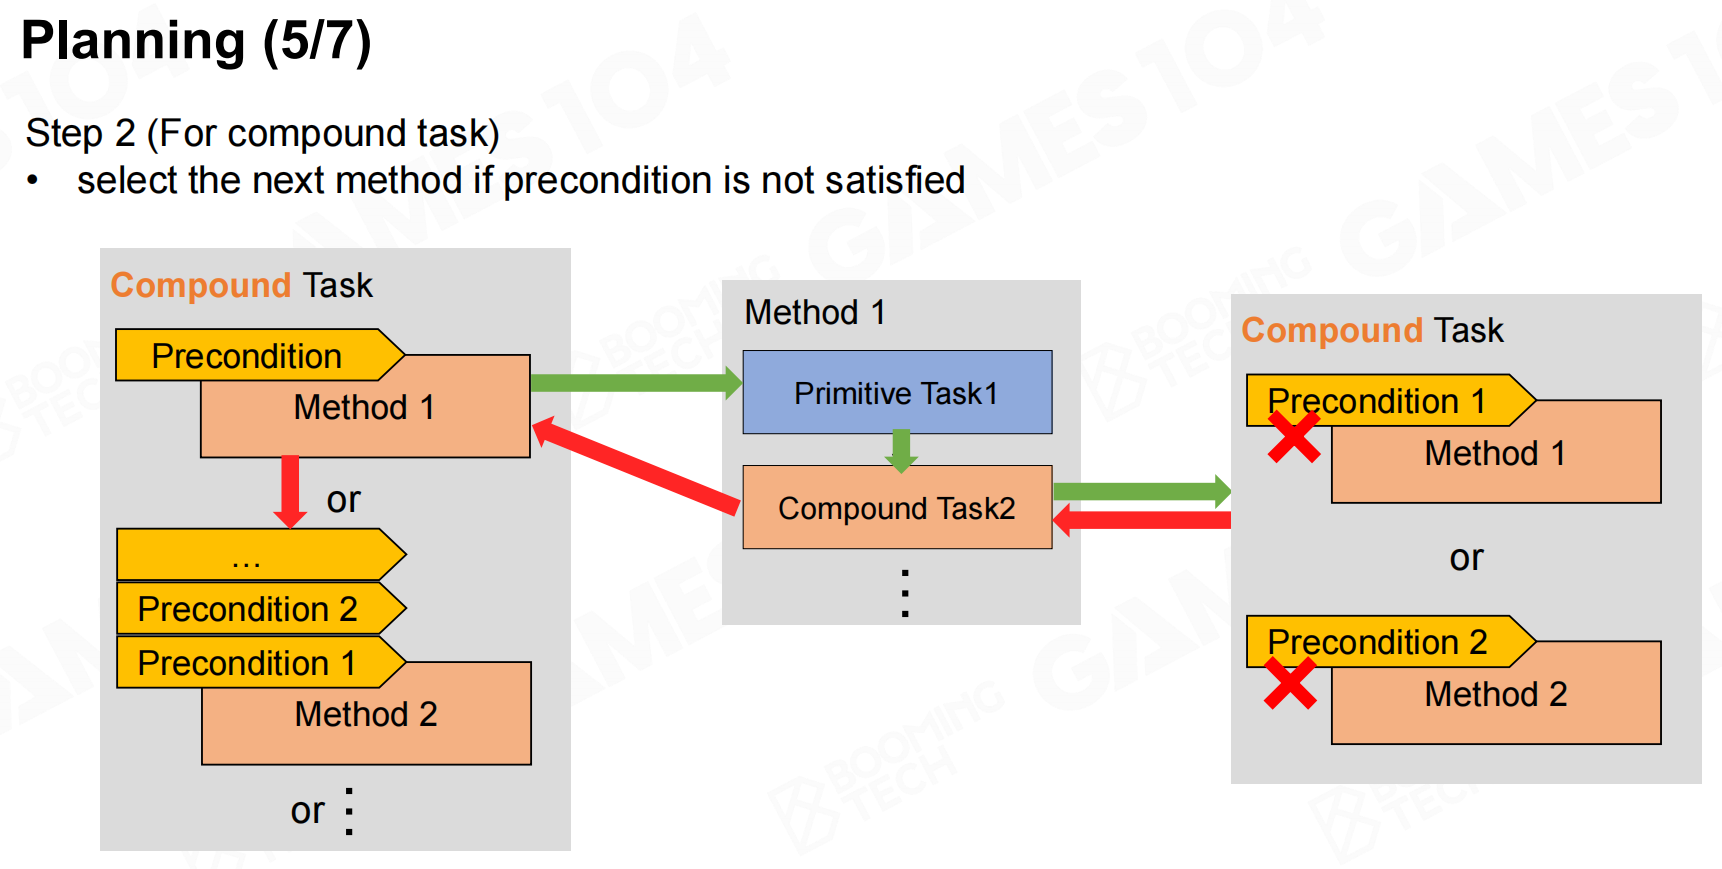 Planning (5/7)
Step 2 (For compound task)
• select the next method if precondition is not satisfied
Compound Task
Precondition
Method 1
or
...
Precondition 2
Precondition 1
Method 2
or
Method 1
Primitive Task1
Compound Task2
Compound Task
Precondition 1
Method 1
or
Precondition 2
Method 2
GAMES 104
BOOMING
TECH